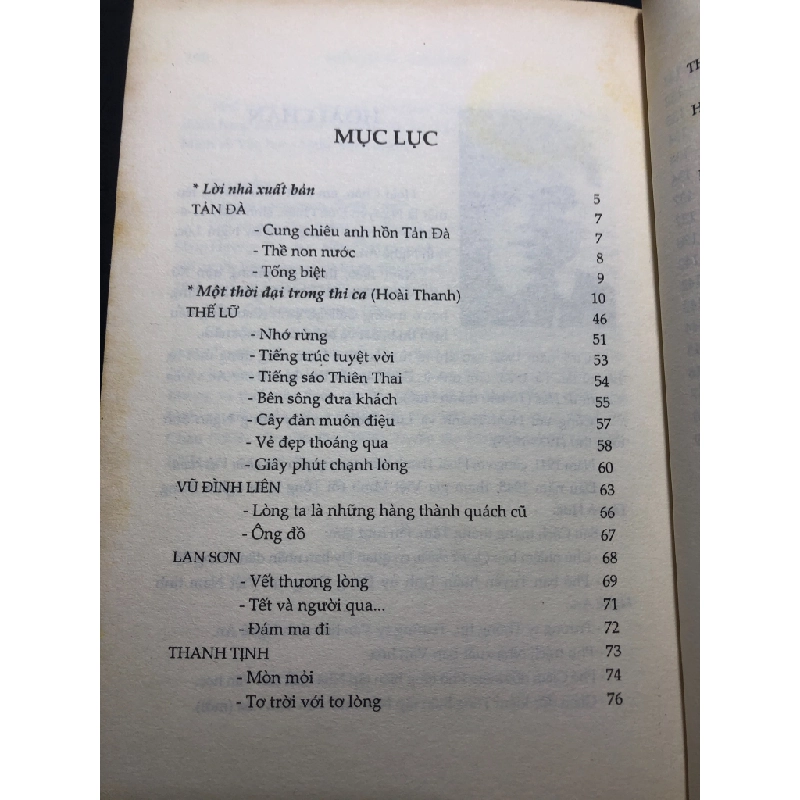 MỤC LỤC
* Lời nhà xuất bản 5
TẢN ĐÀ 7
- Cung chiêu anh hồn Tản Đà 7
- Thề non nước 8
- Tống biệt 9
* Một thời đại trong thi ca (Hoài Thanh) 10
THẾ LỮ 46
- Nhớ rừng 51
- Tiếng trúc tuyệt vời 53
- Tiếng sáo Thiên Thai 54
- Bên sông đưa khách 55
- Cây đàn muôn điệu 57
- Vẻ đẹp thoáng qua 58
- Giây phút chạnh lòng 60
VŨ ĐÌNH LIÊN 63
- Lòng ta là những hàng thành quách cũ 66
- Ông đồ 67
LAN SƠN 68
- Vết thương lòng 69
- Tết và người qua... 71
- Đám ma đi 72
THANH TỊNH 73
- Mòn mỏi 74
- Tơ trời với tơ lòng 76